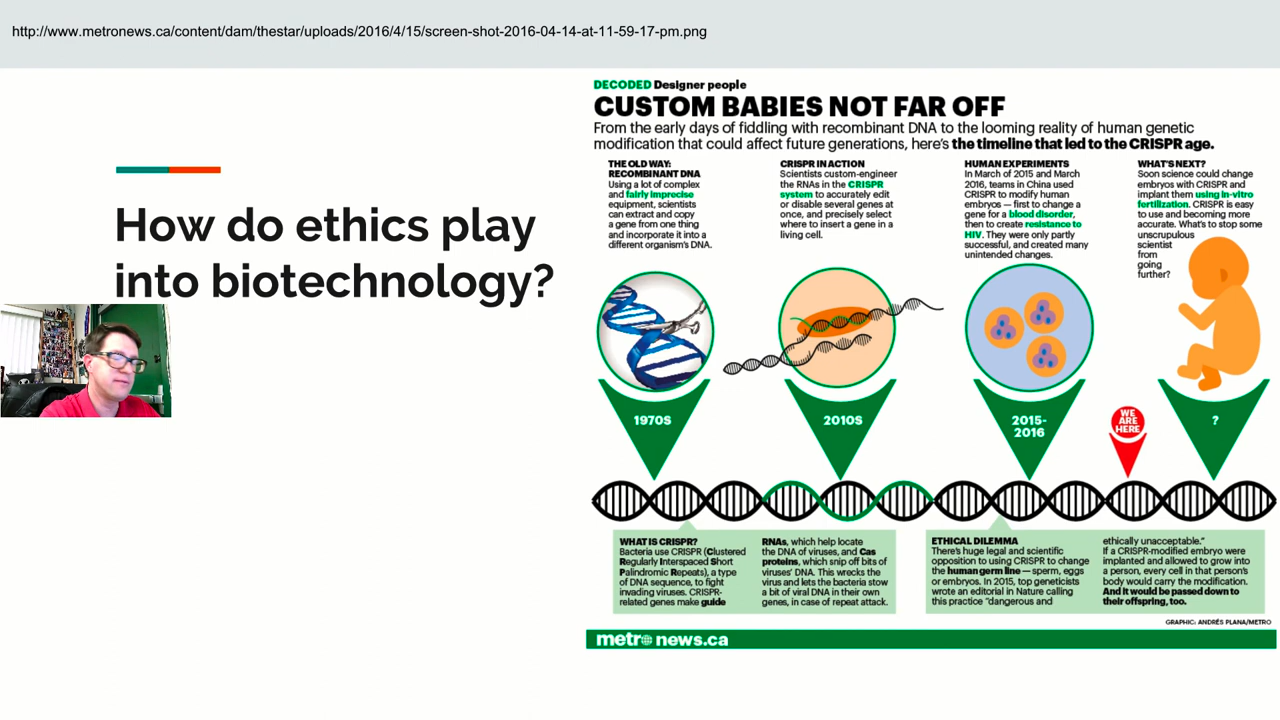 http://www.metronews.ca/content/dam/thestar/uploads/2016/4/15/screen-shot-2016-04-14-at-11-59-17-pm.png
How do ethics play
into biotechnology?
DECODED Designer people
CUSTOM BABIES NOT FAR OFF
From the early days of fiddling with recombinant DNA to the looming reality of human genetic
modification that could affect future generations, here's the timeline that led to the CRISPR age.
THE OLD WAY:
RECOMBINANT DNA
Using a lot of complex
and fairly imprecise
equipment, scientists
can extract and copy
a gene from one thing
and incorporate it into a
different organism's DNA.
CRISPR IN ACTION
Scientists custom-engineer
the RNAs in the CRISPR
system to accurately edit
or disable several genes at
once, and precisely select
where to insert a gene in a
living cell.
HUMAN EXPERIMENTS
In March of 2015 and March
2016, teams in China used
CRISPR to modify human
embryos — first to change a
gene for a blood disorder,
then to create resistance to
HIV. They were only partly
successful, and created many
unintended changes.
WHAT'S NEXT?
Soon science could change
embryos with CRISPR and
implant them using in-vitro
fertilization. CRISPR is easy
to use and becoming more
accurate. What's to stop some
unscrupulous
scientist
from
going
further?
1970S
2010S
2015-
2016
WE
ARE
HERE
?
WHAT IS CRISPR?
Bacteria use CRISPR (Clustered
Regularly Interspaced Short
Palindromic Repeats), a type
of DNA sequence, to fight
invading viruses. CRISPR-
related genes make guide
RNAs, which help locate
the DNA of viruses, and Cas
proteins, which snip off bits of
viruses' DNA. This wrecks the
virus and lets the bacteria stow
a bit of viral DNA in their own
genes, in case of repeat attack.
ETHICAL DILEMMA
There's huge legal and scientific
opposition to using CRISPR to change
the human germ line — sperm, eggs
or embryos. In 2015, top geneticists
wrote an editorial in Nature calling
this practice "dangerous and
ethically unacceptable."
If a CRISPR-modified embryo were
implanted and allowed to grow into
a person, every cell in that person's
body would carry the modification.
And it would be passed down to
their offspring, too.
GRAPHIC: ANDRÉS PLANA/METRO
metro news.ca